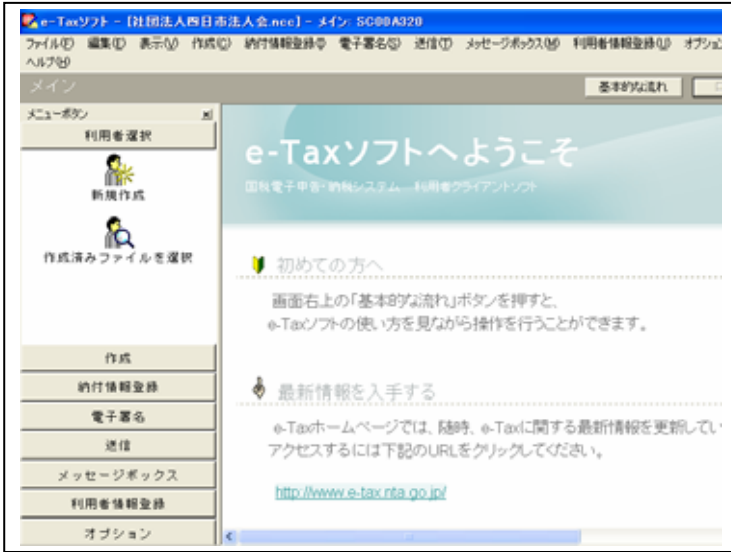 e-Taxソフト - [社団法人四日市法人会.nce] - メイン: SC00A320
ファイル(F) 編集(E) 表示(V) 作成(C) 納付情報登録 電子署名(S) 送信(T) メッセージボックス(M) 利用者情報登録(U) オプション
ヘルプ(H)
メイン 基本的な流れ
メニューボタン
利用者選択
新規作成
作成済みファイルを選択
作成
納付情報登録
電子署名
送信
メッセージボックス
利用者情報登録
オプション
e-Taxソフトへようこそ
国税電子申告・納税システム 利用者クライアントソフト
初めての方へ
画面右上の「基本的な流れ」ボタンを押すと、
e-Taxソフトの使い方を見ながら操作を行うことができます。
最新情報を入手する
e-Taxホームページでは、随時、e-Taxに関する最新情報を更新してい
アクセスするには下記のURLをクリックしてください。
http://www.e-tax.nta.go.jp/